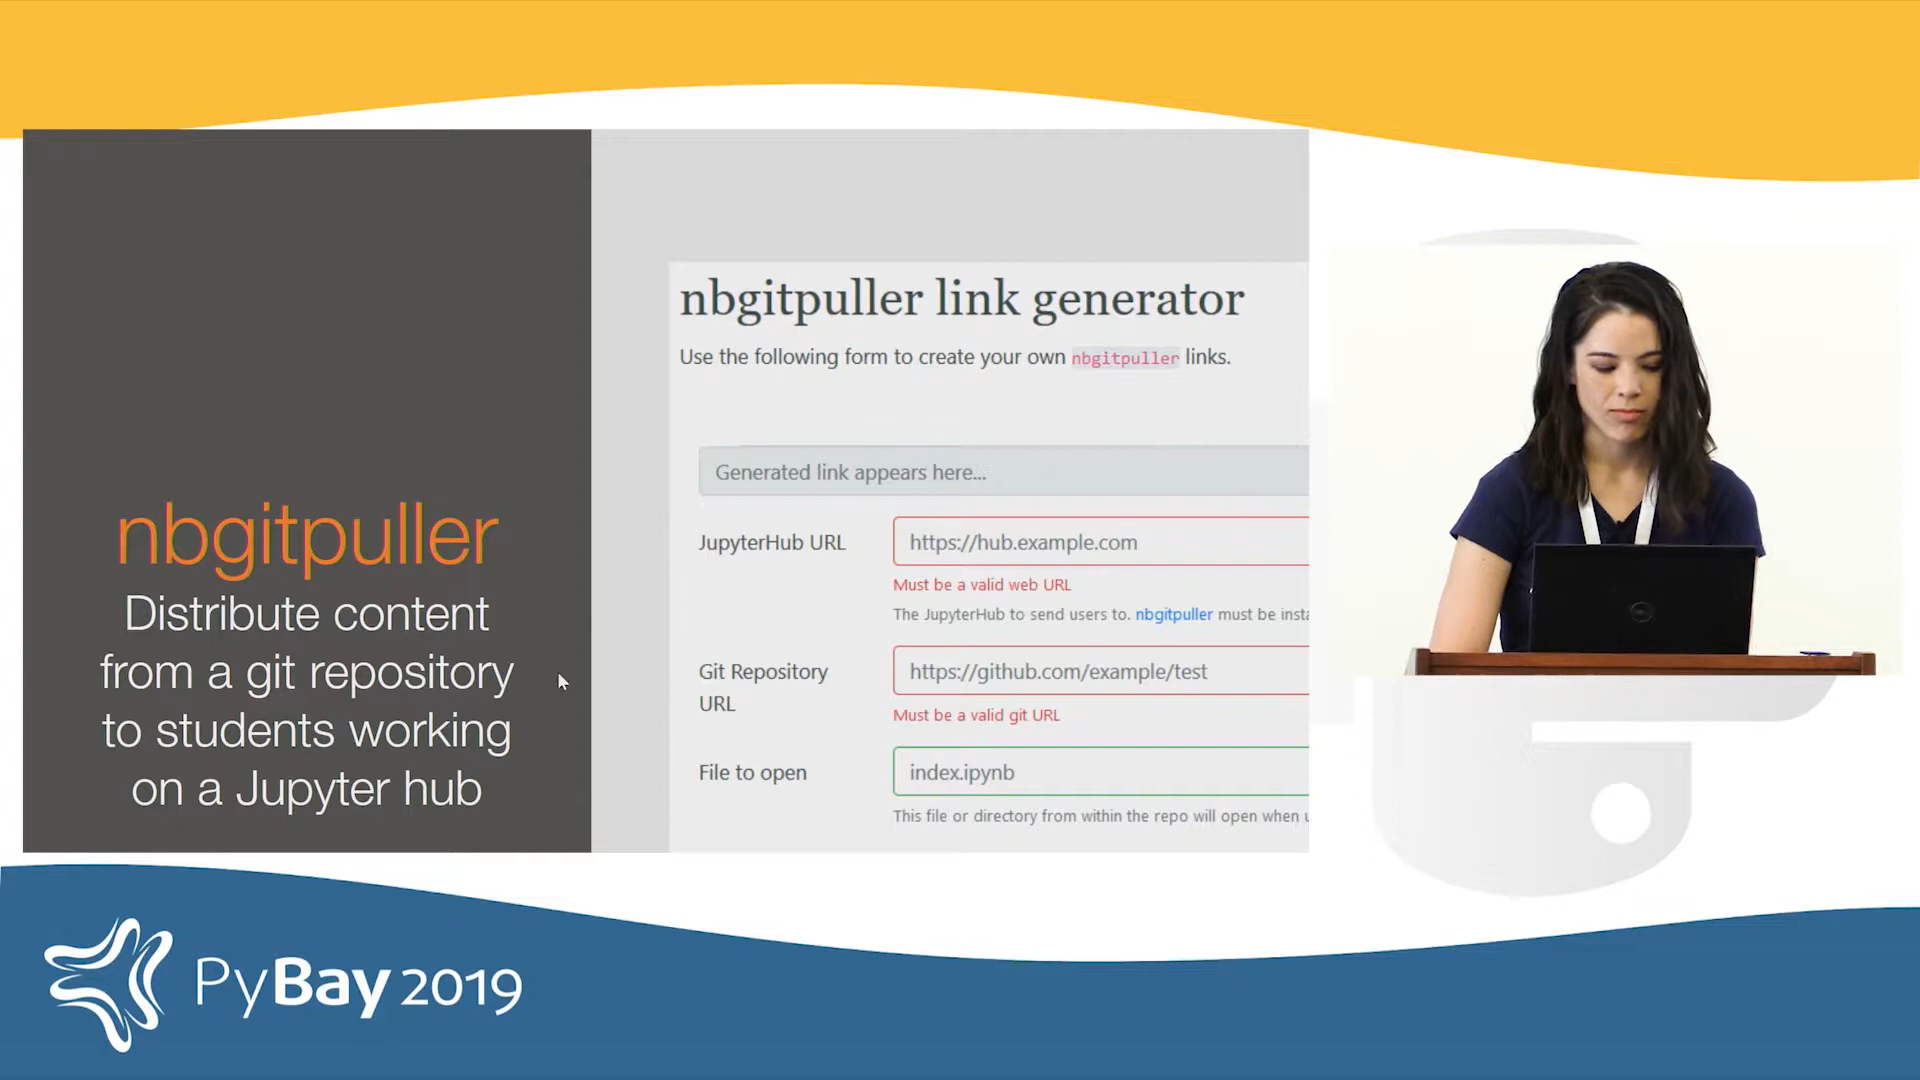 nbgitpuller
Distribute content
from a git repository
to students working
on a Jupyter hub
nbgitpuller link generator
Use the following form to create your own nbgitpuller links.
Generated link appears here...
JupyterHub URL
https://hub.example.com
Must be a valid web URL
The JupyterHub to send users to. nbgitpuller must be
Git Repository
URL
https://github.com/example/test
Must be a valid git URL
File to open
index.ipynb
This file or directory from within the repo will open when
PyBay 2019